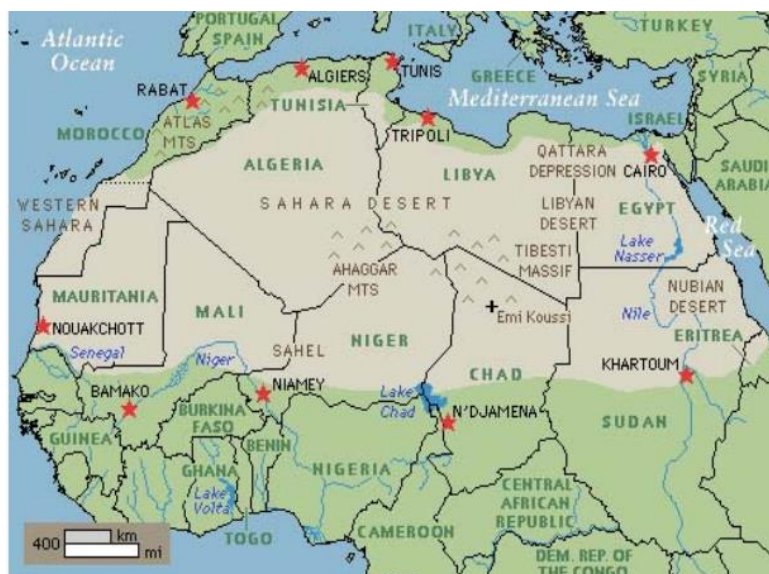 PORTUGAL
SPAIN
ITALY
TURKEY
Atlantic
Ocean
GREECE
SYRIA
ALGIERS
TUNIS
RABAT
Mediterranean Sea
TUNISIA
ISRAEL
MOROCCO
ATLAS
MTS
TRIPOLI
QATTARA
DEPRESSION
CAIRO
SAUDI
ARABIA
ALGERIA
LIBYA
WESTERN
SAHARA
SAHARA DESERT
LIBYAN
DESERT
EGYPT
Red
Sea
Lake
Nasser
TIBESTI
MASSIF
AHAGGAR
MTS
NUBIAN
DESERT
MAURITANIA
MALI
Emi Koussi
Nile
NOUAKCHOTT
NIGER
ERITREA
Senegal
Niger
SAHEL
CHAD
KHARTOUM
BAMAKO
NIAMEY
Lake
Chad
N'DJAMENA
BURKINA
FASO
SUDAN
GUINEA
BENIN
GHANA
NIGERIA
Lake
Volta
CENTRAL
AFRICAN
REPUBLIC
TOGO
CAMEROON
DEM. REP. OF
THE CONGO
400
km
mi